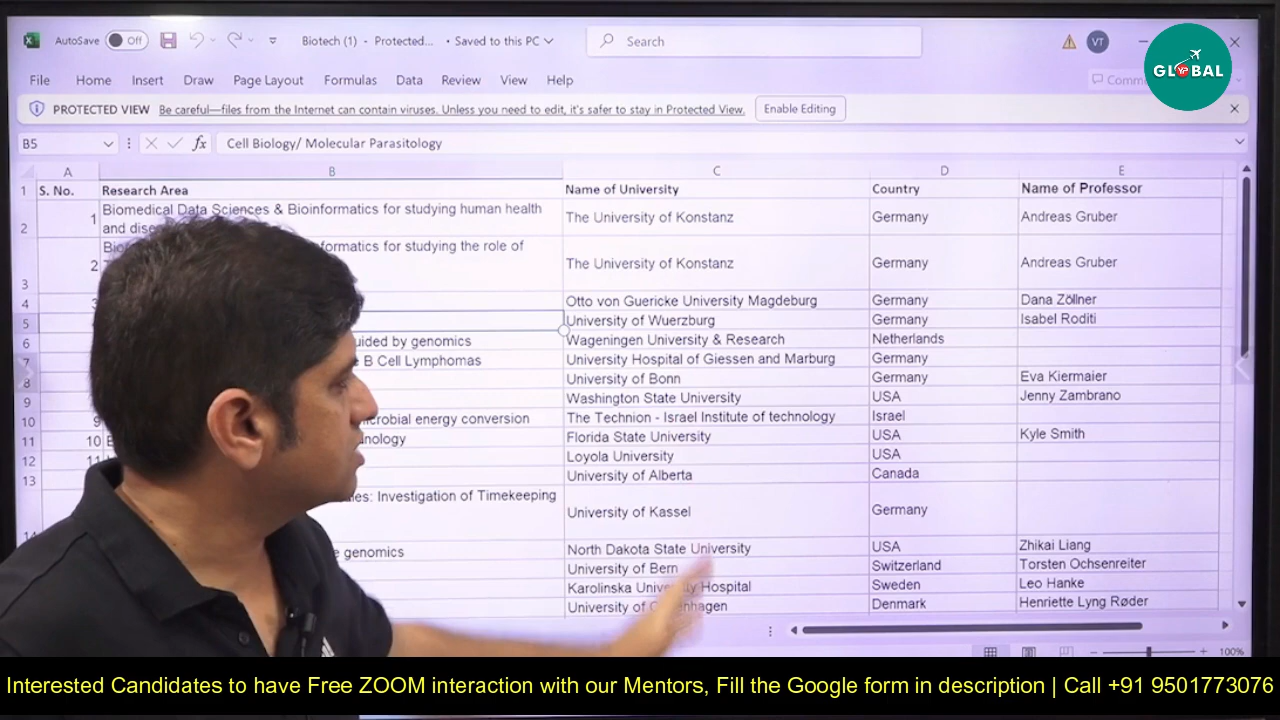 AutoSave Off Biotech (1) - Protected... • Saved to this PC Search VT
GLOBAL
YP
File Home Insert Draw Page Layout Formulas Data Review View Help
PROTECTED VIEW Be careful—files from the Internet can contain viruses. Unless you need to edit, it's safer to stay in Protected View. Enable Editing
B5 fx Cell Biology/ Molecular Parasitology
A B C D E
1 S. No. Research Area Name of University Country Name of Professor
Biomedical Data Sciences & Bioinformatics for studying human health
2 1 The University of Konstanz Germany Andreas Gruber
formatics for studying the role of
3 2 The University of Konstanz Germany Andreas Gruber
4 Otto von Guericke University Magdeburg Germany Dana Zöllner
5 University of Wuerzburg Germany Isabel Roditi
6 guided by genomics Wageningen University & Research Netherlands
7 B Cell Lymphomas University Hospital of Giessen and Marburg Germany
8 University of Bonn Germany Eva Kiermaier
9 Washington State University USA Jenny Zambrano
10 microbial energy conversion The Technion - Israel Institute of technology Israel
11 10 Florida State University USA Kyle Smith
12 11 Loyola University USA
13 University of Alberta Canada
Investigation of Timekeeping
14 University of Kassel Germany
genomics North Dakota State University USA Zhikai Liang
University of Bern Switzerland Torsten Ochsenreiter
Karolinska University Hospital Sweden Leo Hanke
University of Denmark Henriette Lyng Røder
100%
Interested Candidates to have Free ZOOM interaction with our Mentors, Fill the Google form in description | Call +91 9501773076